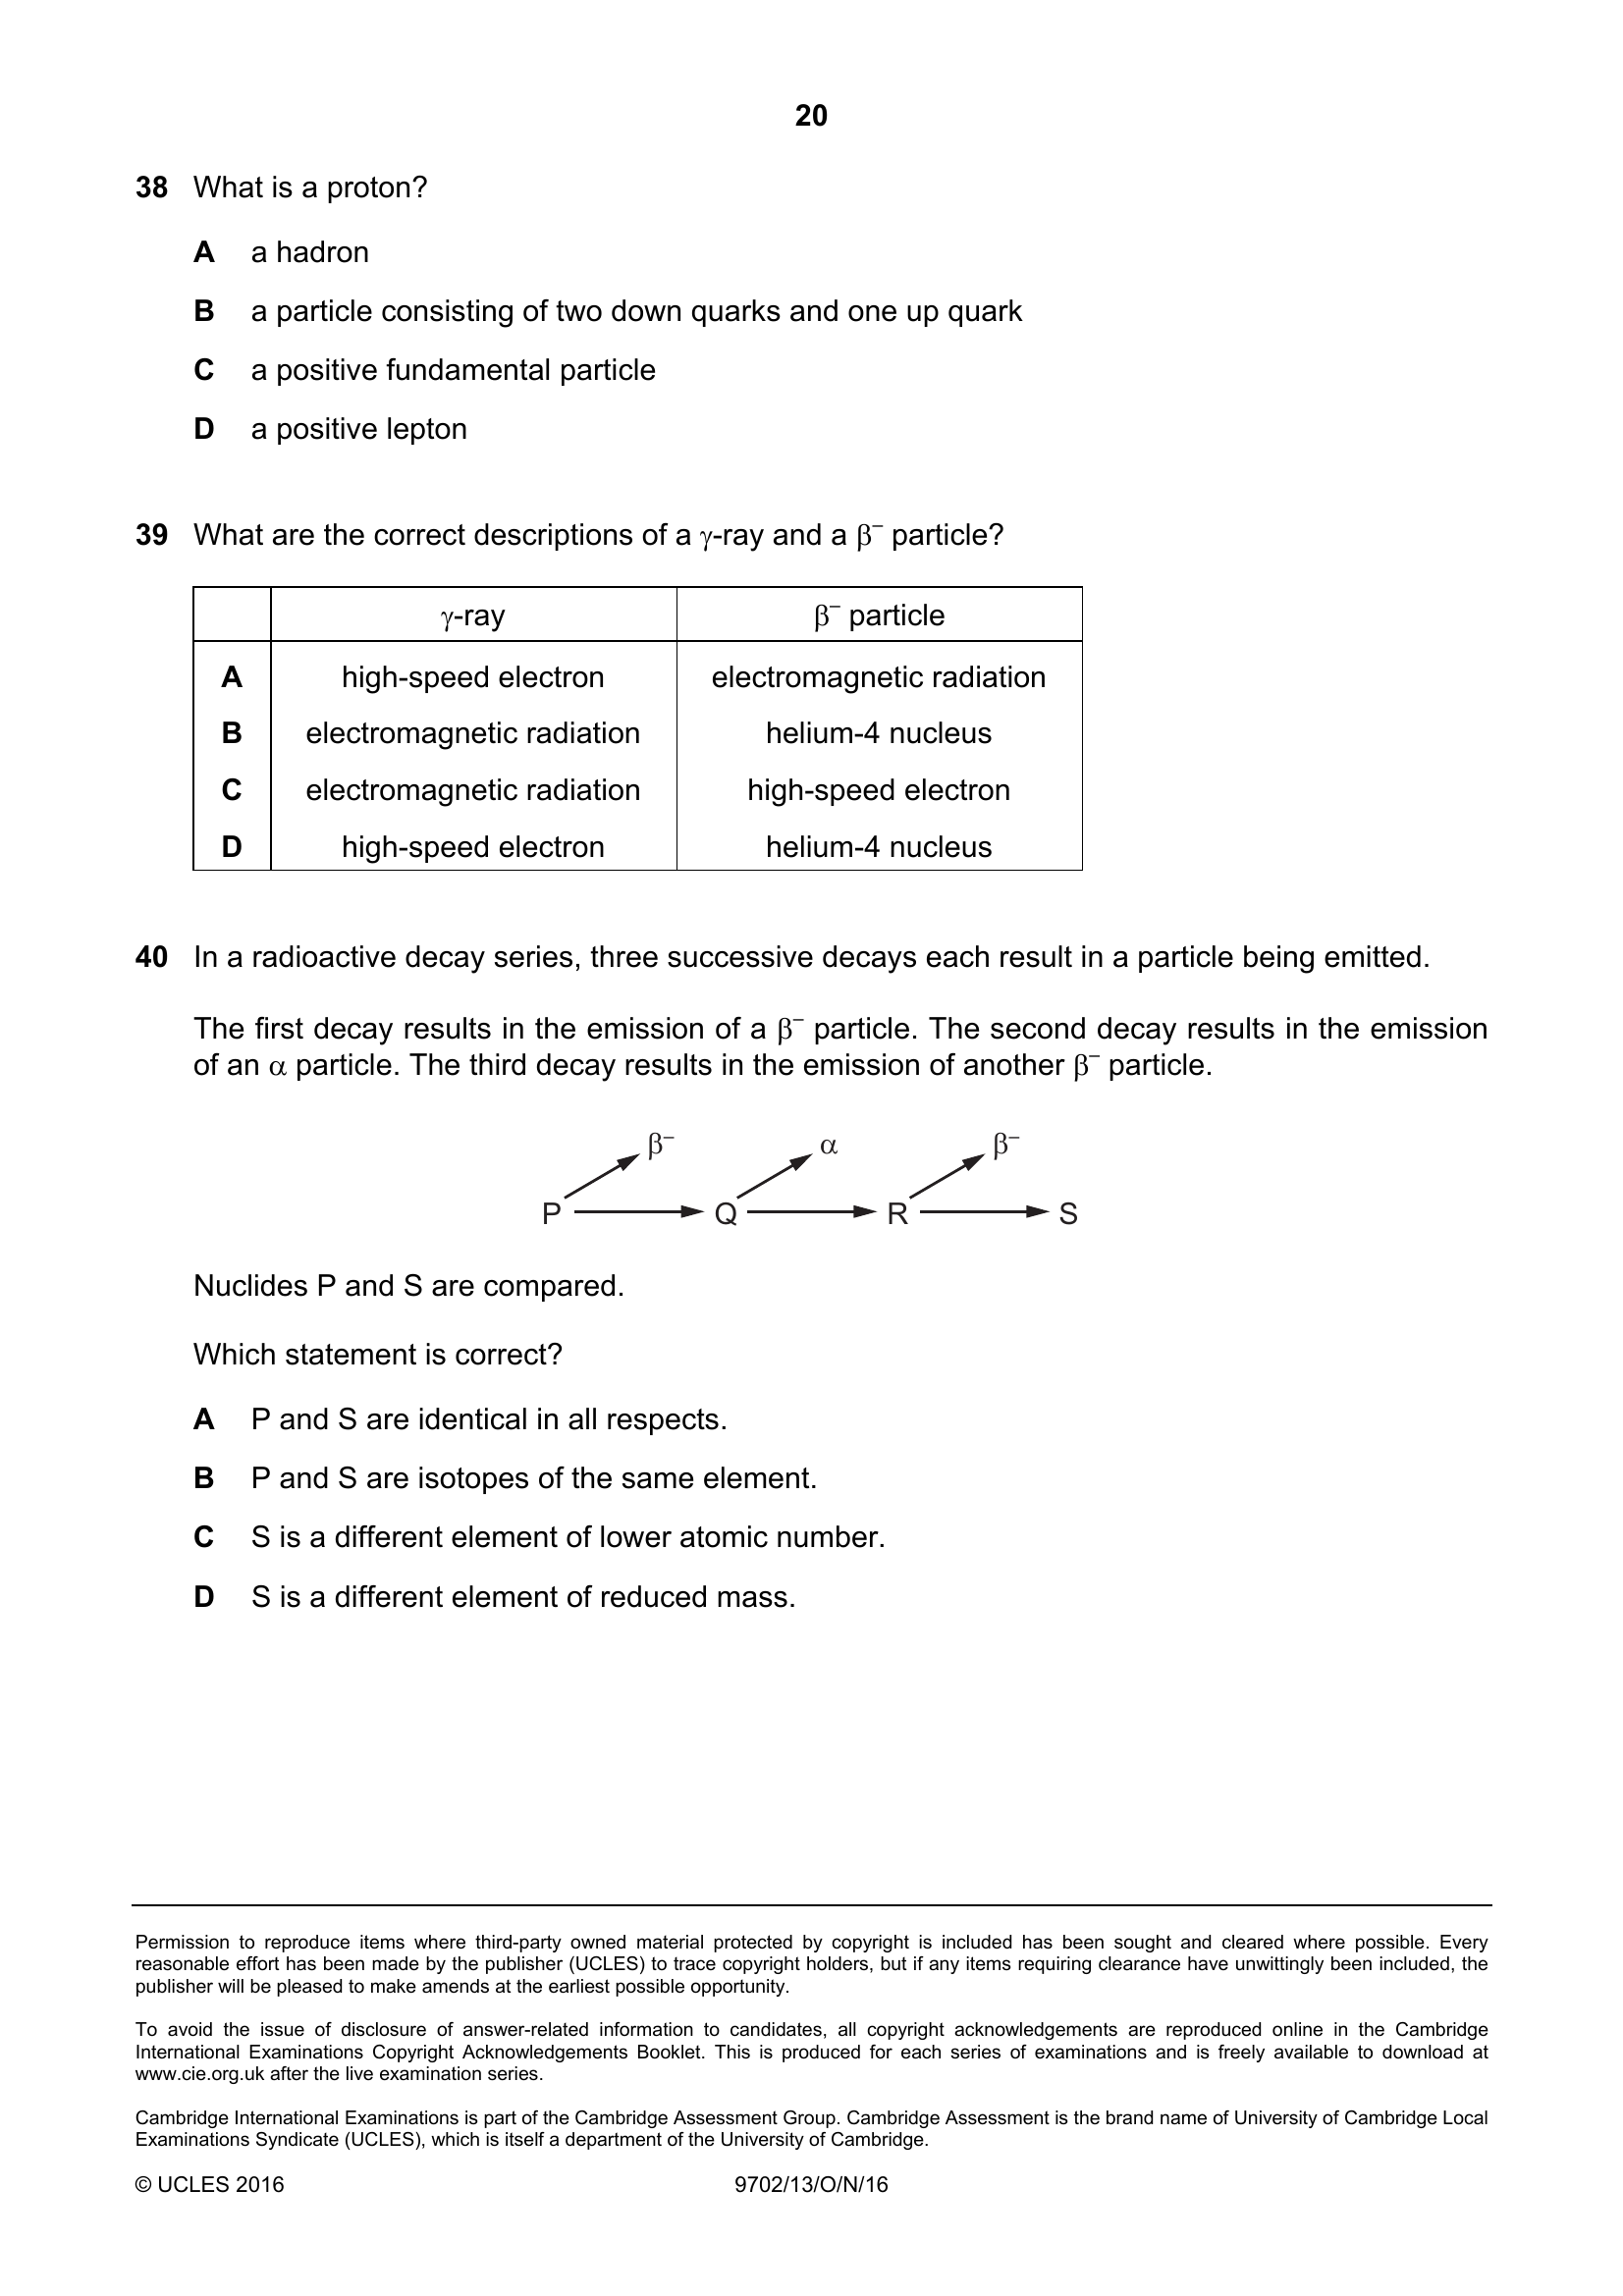 20
38 What is a proton?
A a hadron
B a particle consisting of two down quarks and one up quark
C a positive fundamental particle
D a positive lepton
39 What are the correct descriptions of a γ-ray and a β⁻ particle?
γ-ray β⁻ particle
A high-speed electron electromagnetic radiation
B electromagnetic radiation helium-4 nucleus
C electromagnetic radiation high-speed electron
D high-speed electron helium-4 nucleus
40 In a radioactive decay series, three successive decays each result in a particle being emitted.
The first decay results in the emission of a β⁻ particle. The second decay results in the emission
of an α particle. The third decay results in the emission of another β⁻ particle.
β⁻ α β⁻
P Q R S
Nuclides P and S are compared.
Which statement is correct?
A P and S are identical in all respects.
B P and S are isotopes of the same element.
C S is a different element of lower atomic number.
D S is a different element of reduced mass.
Permission to reproduce items where third-party owned material protected by copyright is included has been sought and cleared where possible. Every
reasonable effort has been made by the publisher (UCLES) to trace copyright holders, but if any items requiring clearance have unwittingly been included, the
publisher will be pleased to make amends at the earliest possible opportunity.
To avoid the issue of disclosure of answer-related information to candidates, all copyright acknowledgements are reproduced online in the Cambridge
International Examinations Copyright Acknowledgements Booklet. This is produced for each series of examinations and is freely available to download at
www.cie.org.uk after the live examination series.
Cambridge International Examinations is part of the Cambridge Assessment Group. Cambridge Assessment is the brand name of University of Cambridge Local
Examinations Syndicate (UCLES), which is itself a department of the University of Cambridge.
© UCLES 2016 9702/13/O/N/16